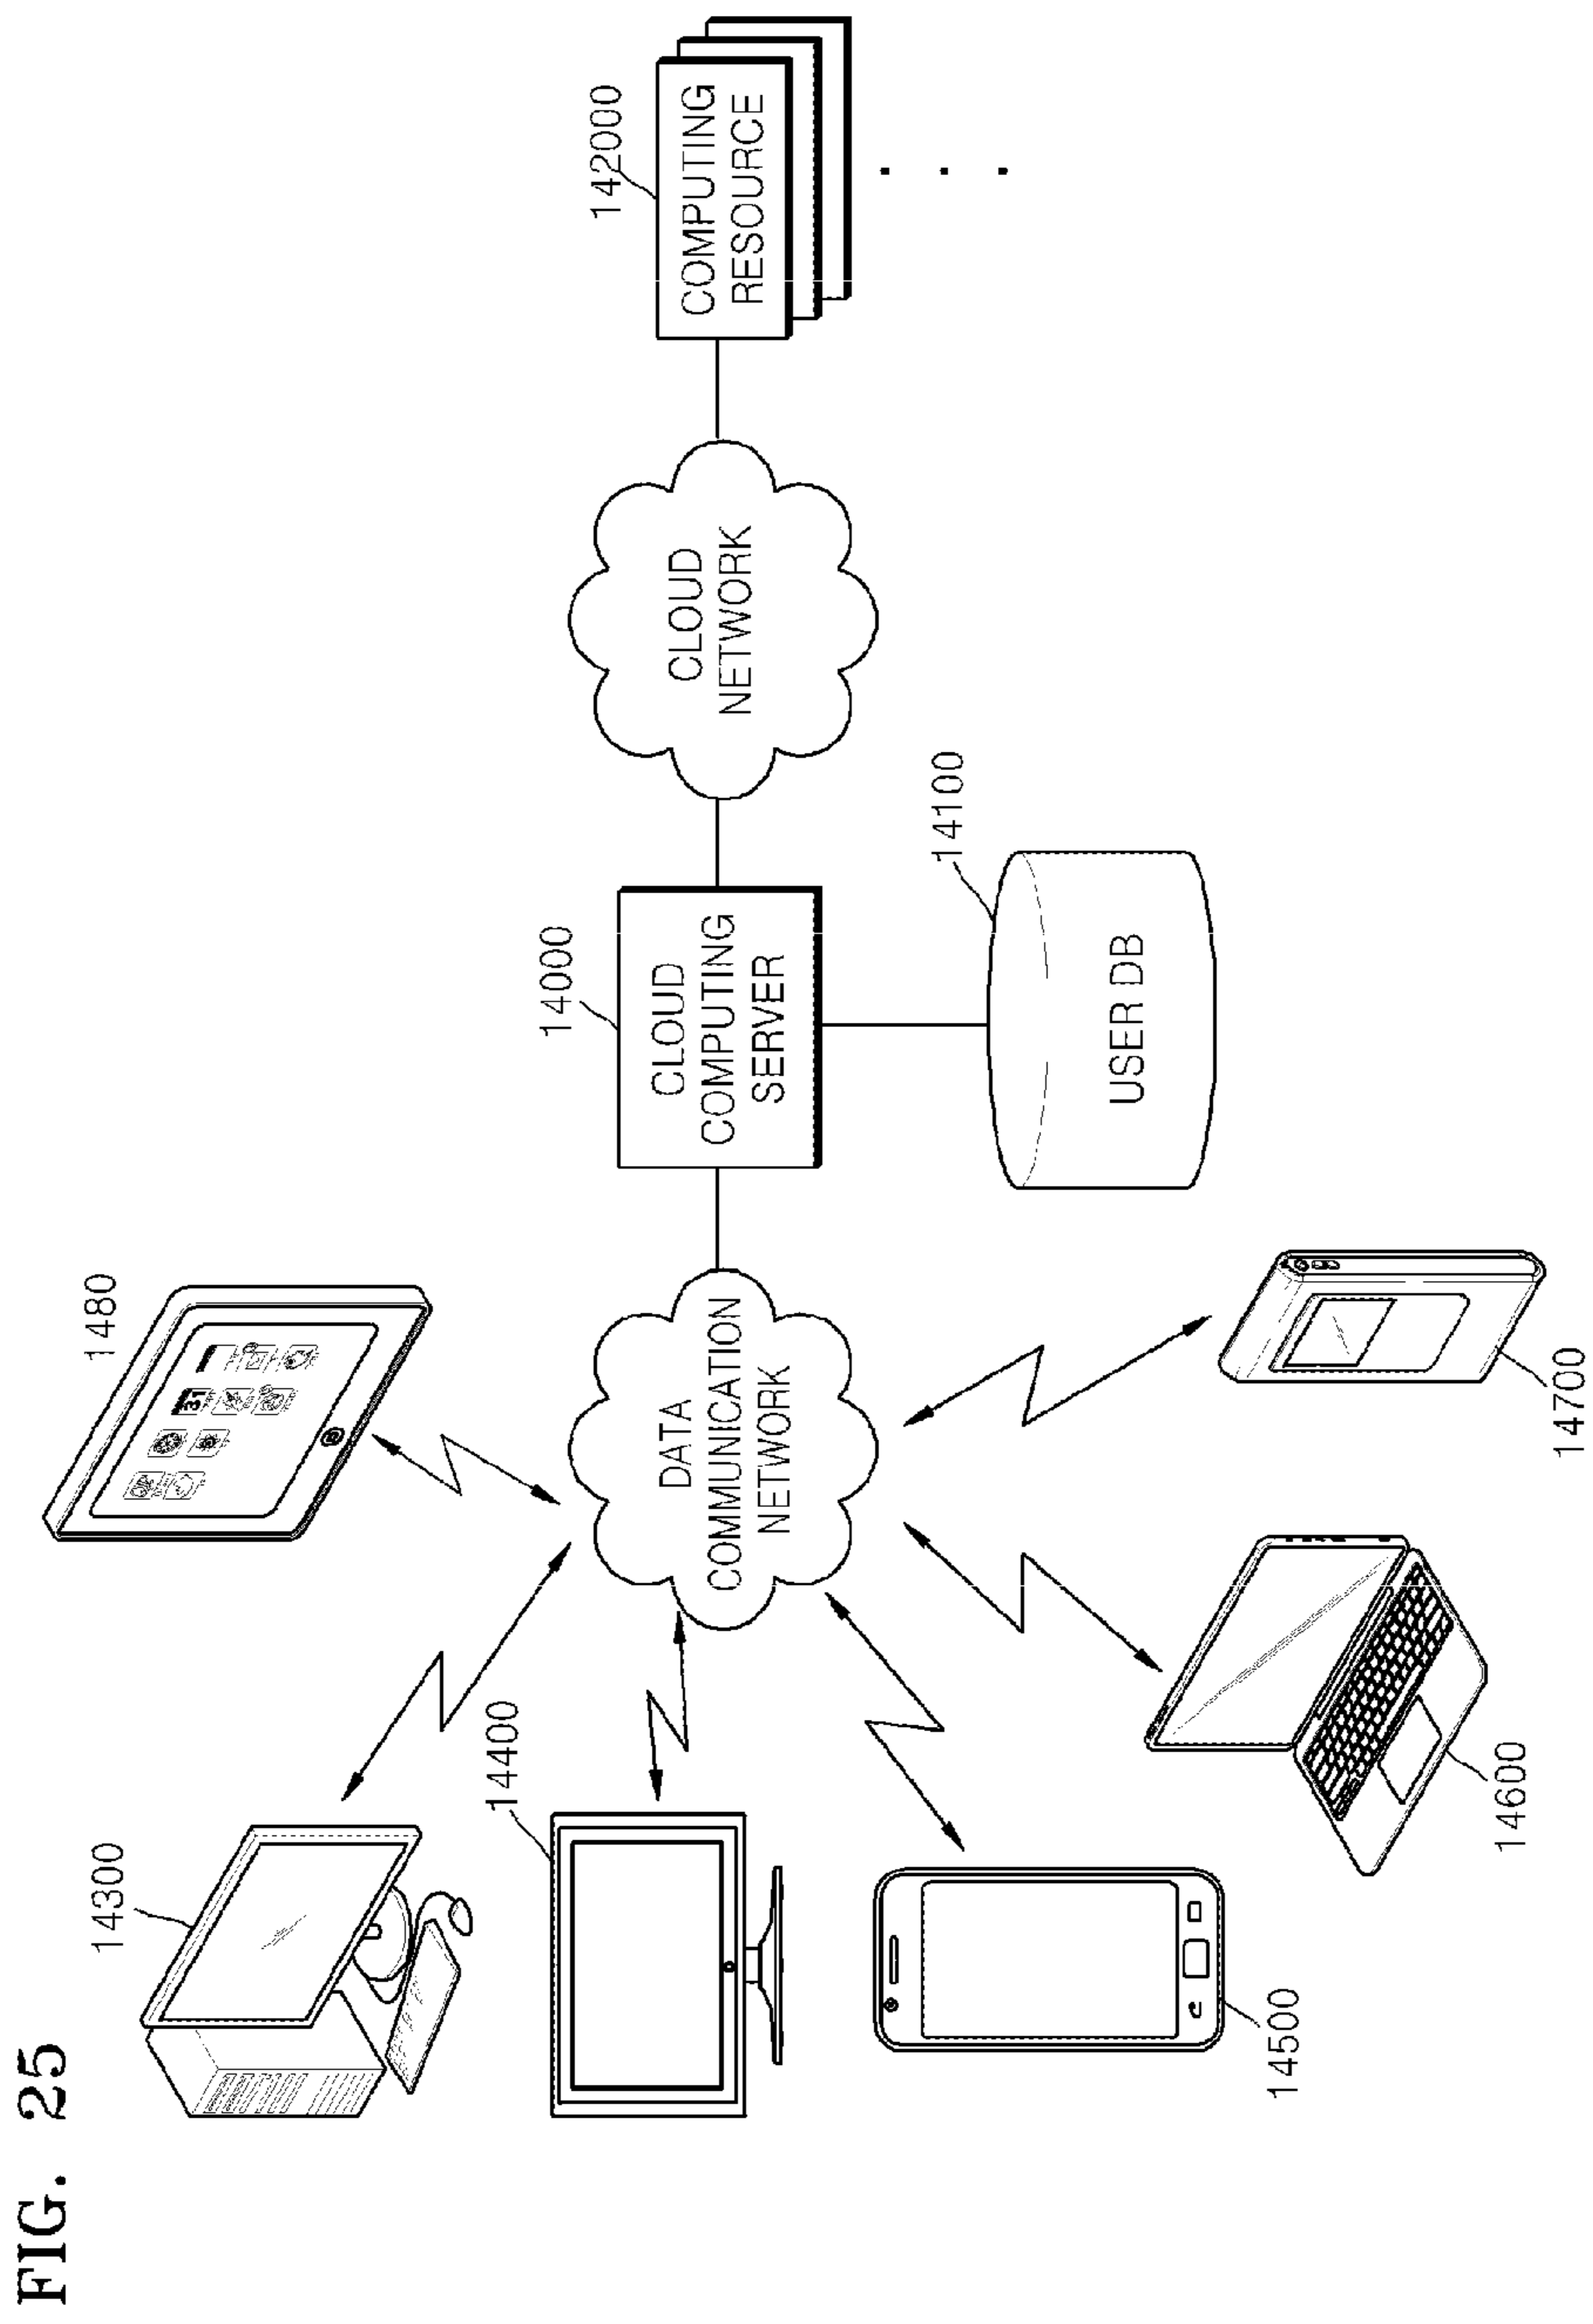 FIG. 25
14300
1480
14400
14500
14600
14700
31
DATA
COMMUNICATION
NETWORK
14000
CLOUD
COMPUTING
SERVER
14100
USER DB
CLOUD
NETWORK
142000
COMPUTING
RESOURCE